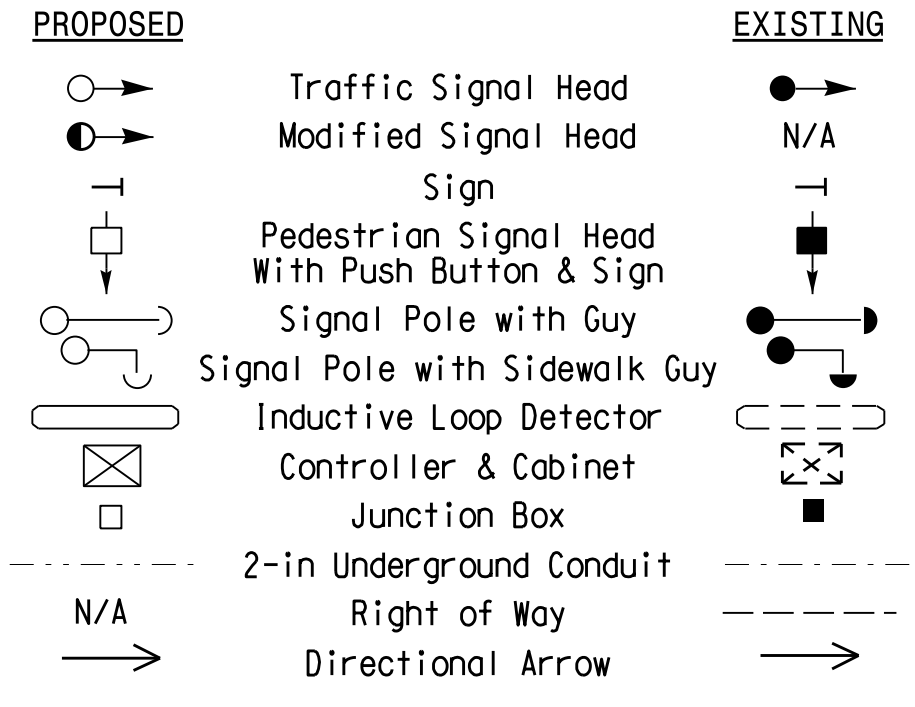 PROPOSED EXISTING
Traffic Signal Head
Modified Signal Head N/A
Sign
Pedestrian Signal Head
With Push Button & Sign
Signal Pole with Guy
Signal Pole with Sidewalk Guy
Inductive Loop Detector
Controller & Cabinet
Junction Box
2-in Underground Conduit
N/A Right of Way
Directional Arrow